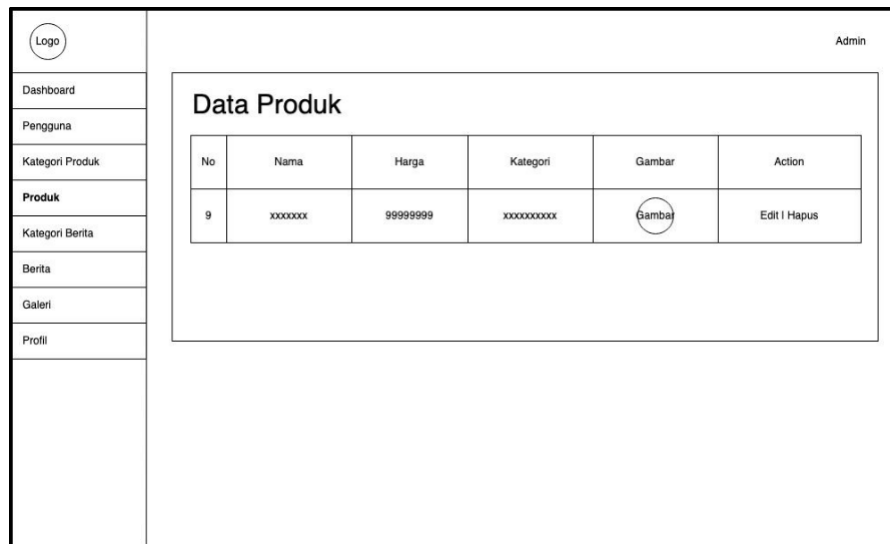 Logo
Admin
Dashboard
Pengguna
Kategori Produk
Produk
Kategori Berita
Berita
Galeri
Profil
Data Produk
No Nama Harga Kategori Gambar Action
9 xxxxxxx 99999999 xxxxxxxxxx Gambar Edit I Hapus